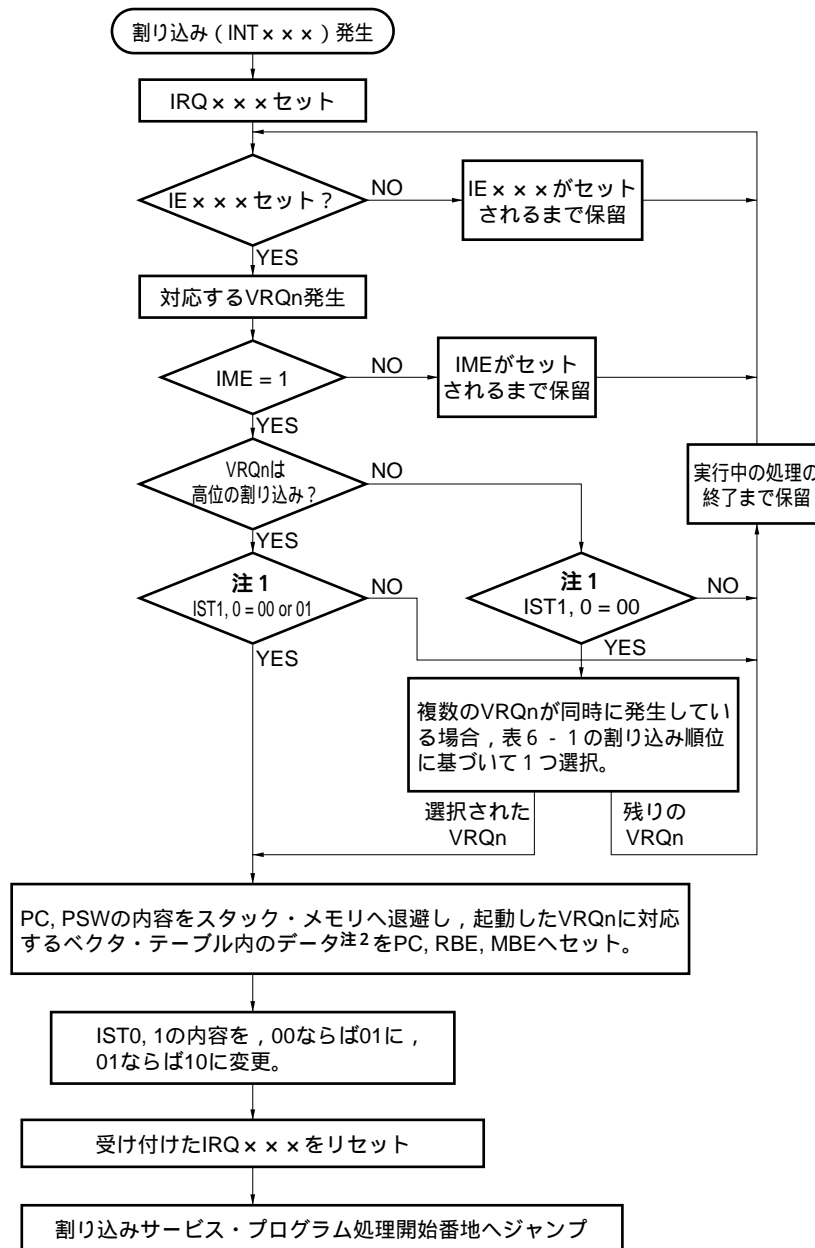 割り込み（INT×××）発生
IRQ×××セット
IE×××セット？
NO
IE×××がセット
されるまで保留
YES
対応するVRQn発生
IME = 1
NO
IMEがセット
されるまで保留
YES
VRQnは
高位の割り込み？
NO
実行中の処理の
終了まで保留
YES
注1
IST1, 0 = 00 or 01
NO
注1
IST1, 0 = 00
NO
YES
YES
複数のVRQnが同時に発生してい
る場合，表6‐1の割り込み順位
に基づいて1つ選択。
選択された
VRQn
残りの
VRQn
PC, PSWの内容をスタック・メモリへ退避し，起動したVRQnに対応
するベクタ・テーブル内のデータ注2をPC, RBE, MBEへセット。
IST0, 1の内容を，00ならば01に，
01ならば10に変更。
受け付けたIRQ×××をリセット
割り込みサービス・プログラム処理開始番地へジャンプ